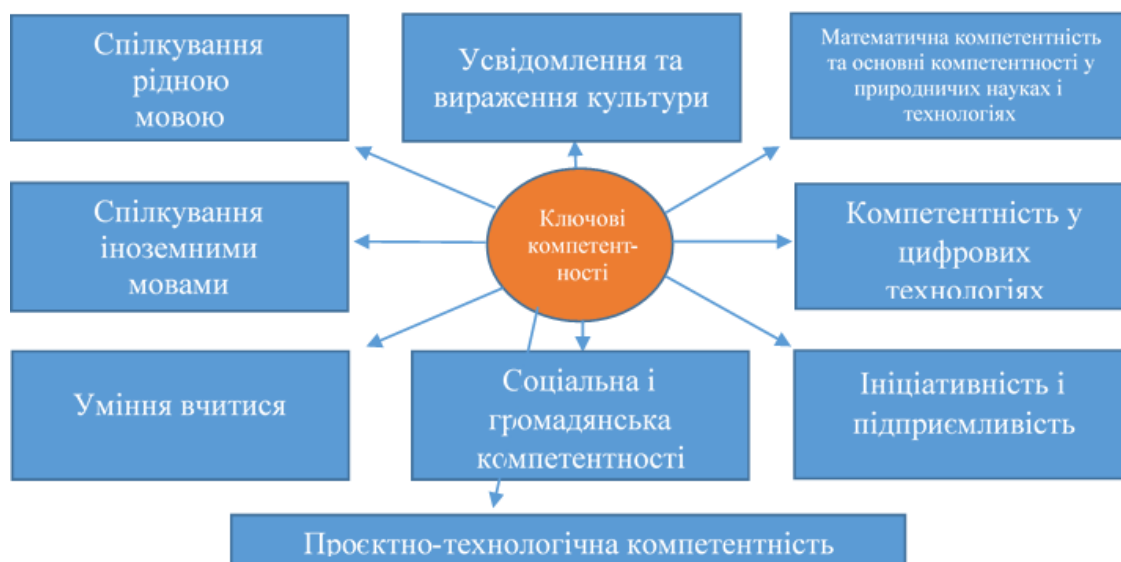 Спілкування
рідною
мовою
Усвідомлення та
вираження культури
Математична компетентність
та основні компетентності у
природничих науках і
технологіях
Спілкування
іноземними
мовами
Ключові
компетент-
ності
Компетентність у
цифрових
технологіях
Уміння вчитися
Соціальна і
громадянська
компетентності
Ініціативність і
підприємливість
Проєктно-технологічна компетентність